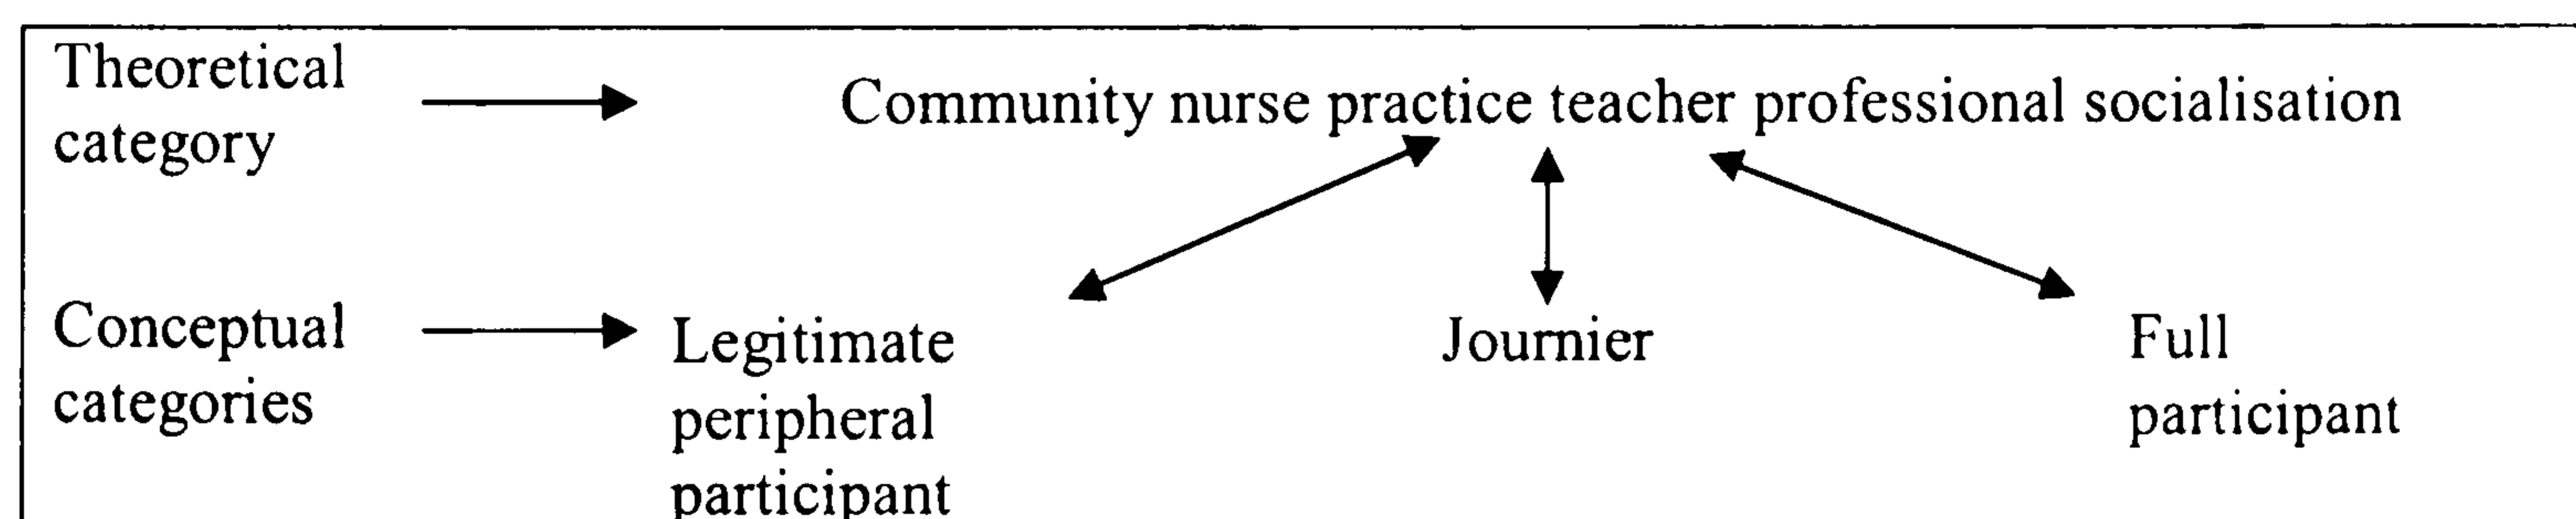 Theoretical
category
Community nurse practice teacher professional socialisation
Conceptual
categories
Legitimate
peripheral
participant
Journier
Full
participant